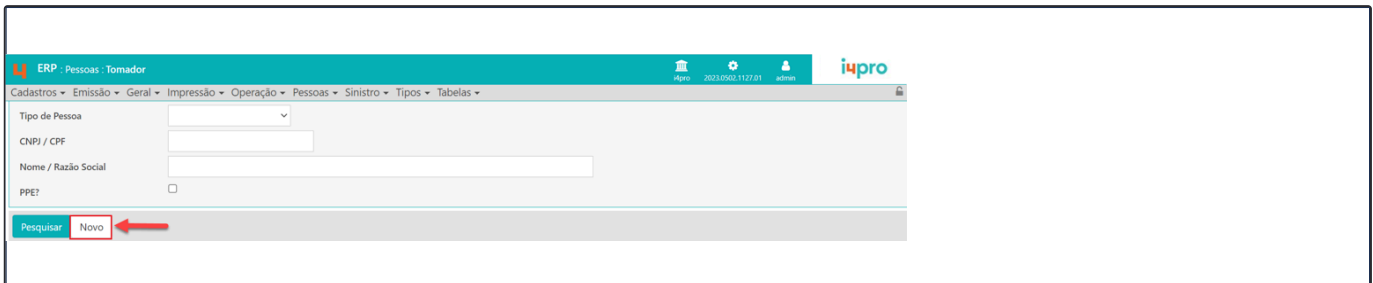 ERP : Pessoas : Tomador
i4pro 2023.0502.1127.01 admin
i4pro
Cadastros Emissão Geral Impressão Operação Pessoas Sinistro Tipos Tabelas
Tipo de Pessoa
CNPJ / CPF
Nome / Razão Social
PPE?
Pesquisar Novo